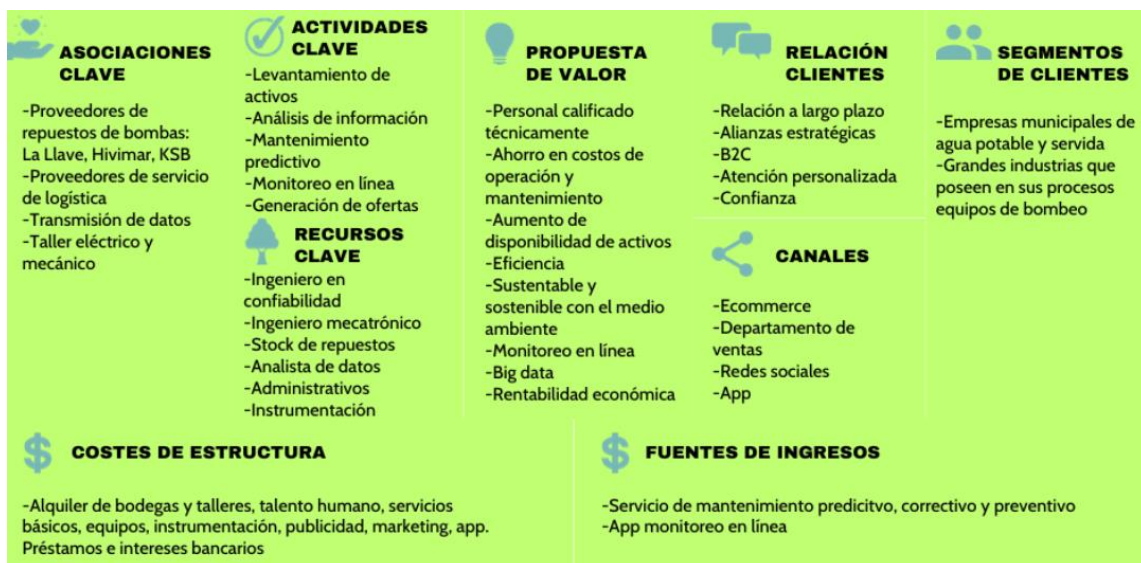 ASOCIACIONES
CLAVE
-Proveedores de
repuestos de bombas:
La Llave, Hivimar, KSB
-Proveedores de servicio
de logística
-Transmisión de datos
-Taller eléctrico y
mecánico
ACTIVIDADES
CLAVE
-Levantamiento de
activos
-Análisis de información
-Mantenimiento
predictivo
-Monitoreo en línea
-Generación de ofertas
RECURSOS
CLAVE
-Ingeniero en
confiabilidad
-Ingeniero mecatrónico
-Stock de repuestos
-Analista de datos
-Administrativos
-Instrumentación
PROPUESTA
DE VALOR
-Personal calificado
técnicamente
-Ahorro en costos de
operación y
mantenimiento
-Aumento de
disponibilidad de activos
-Eficiencia
-Sustentable y
sostenible con el medio
ambiente
-Monitoreo en línea
-Big data
-Rentabilidad económica
RELACIÓN
CLIENTES
-Relación a largo plazo
-Alianzas estratégicas
-B2C
-Atención personalizada
-Confianza
CANALES
-Ecommerce
-Departamento de
ventas
-Redes sociales
-App
SEGMENTOS
DE CLIENTES
-Empresas municipales de
agua potable y servida
-Grandes industrias que
poseen en sus procesos
equipos de bombeo
$ COSTES DE ESTRUCTURA
-Alquiler de bodegas y talleres, talento humano, servicios
básicos, equipos, instrumentación, publicidad, marketing, app.
Préstamos e intereses bancarios
$ FUENTES DE INGRESOS
-Servicio de mantenimiento predicitvo, correctivo y preventivo
-App monitoreo en línea